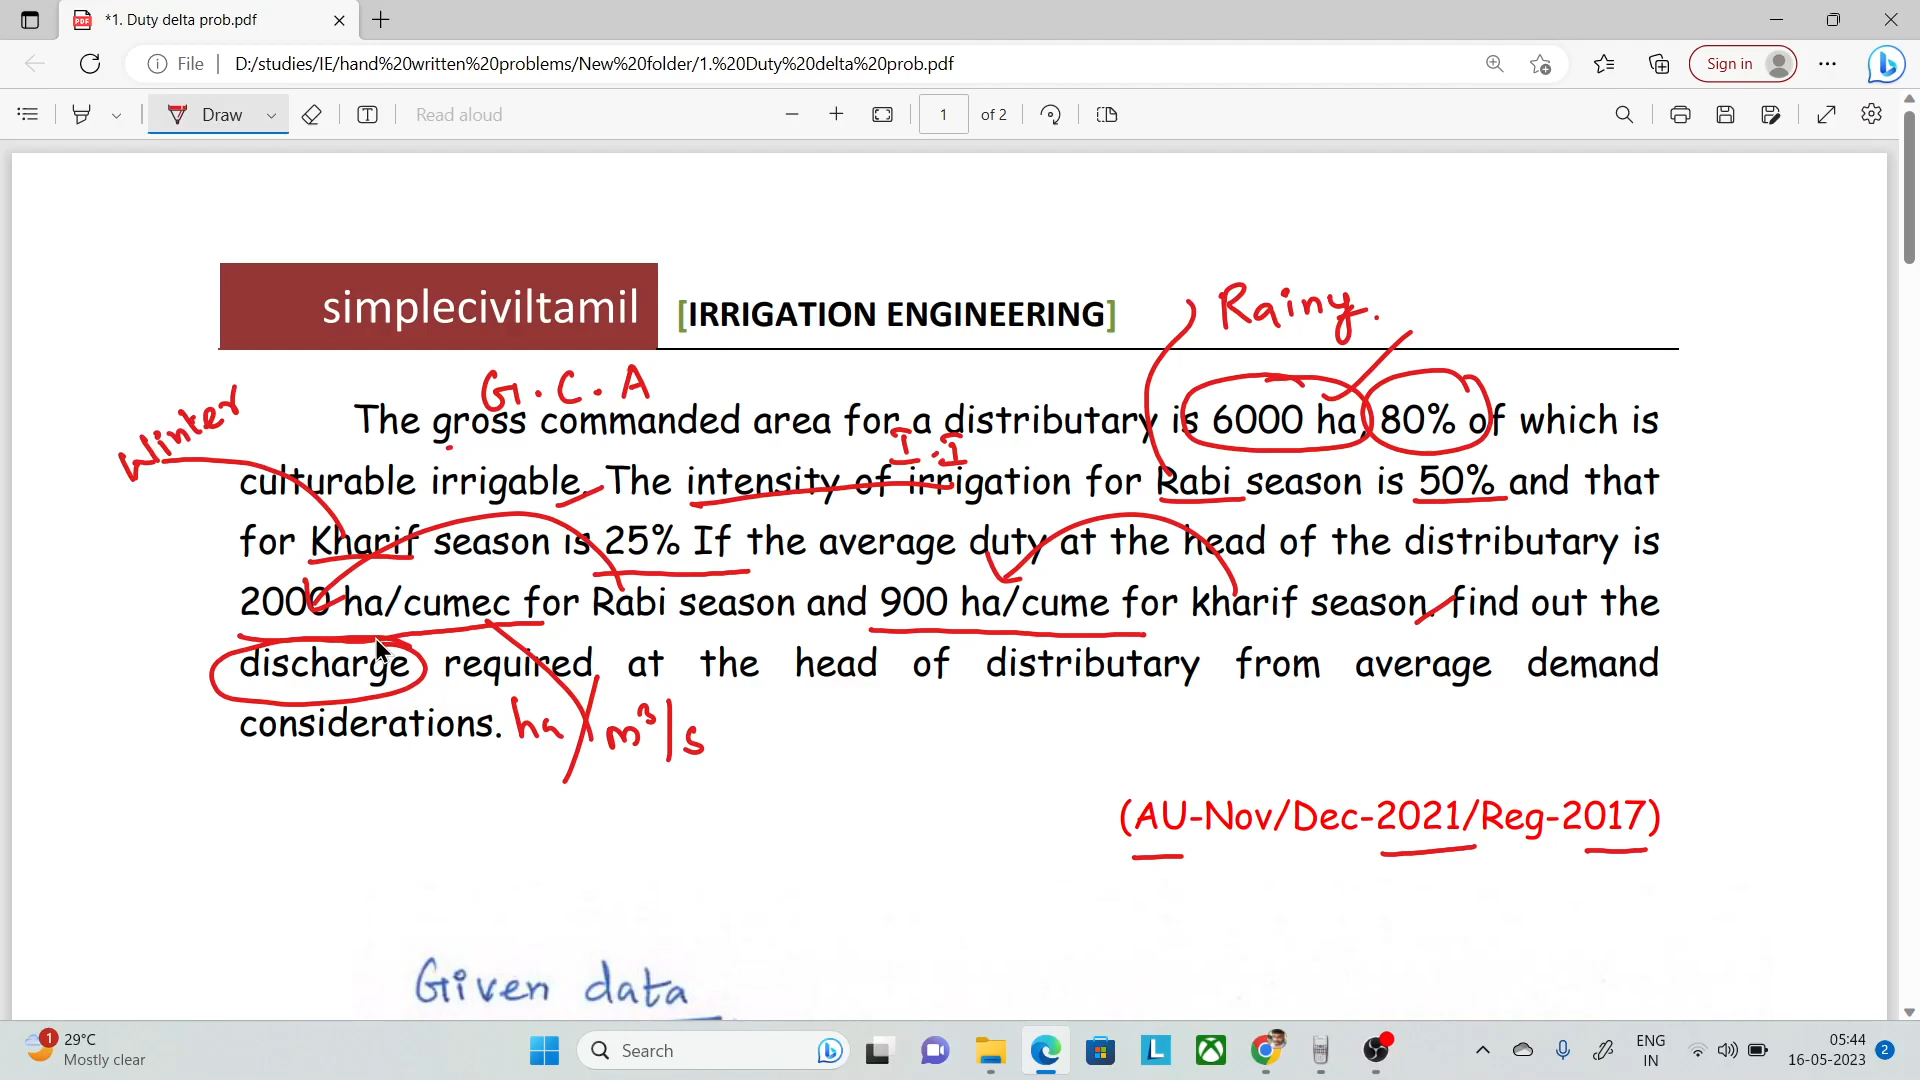 *1. Duty delta prob.pdf
File D:/studies/IE/hand%20written%20problems/New%20folder/1.%20Duty%20delta%20prob.pdf
Sign in
Draw
Read aloud
1 of 2
simpleciviltamil [IRRIGATION ENGINEERING]
Rainy.
G.C.A
Winter
The gross commanded area for a distributary is 6000 ha, 80% of which is
I.I
culturable irrigable. The intensity of irrigation for Rabi season is 50% and that
for Kharif season is 25% If the average duty at the head of the distributary is
2000 ha/cumec for Rabi season and 900 ha/cume for kharif season, find out the
discharge required at the head of distributary from average demand
considerations.
ha/m³/s
(AU-Nov/Dec-2021/Reg-2017)
Given data
1
29°C
Mostly clear
Search
ENG
IN
05:44
16-05-2023
2